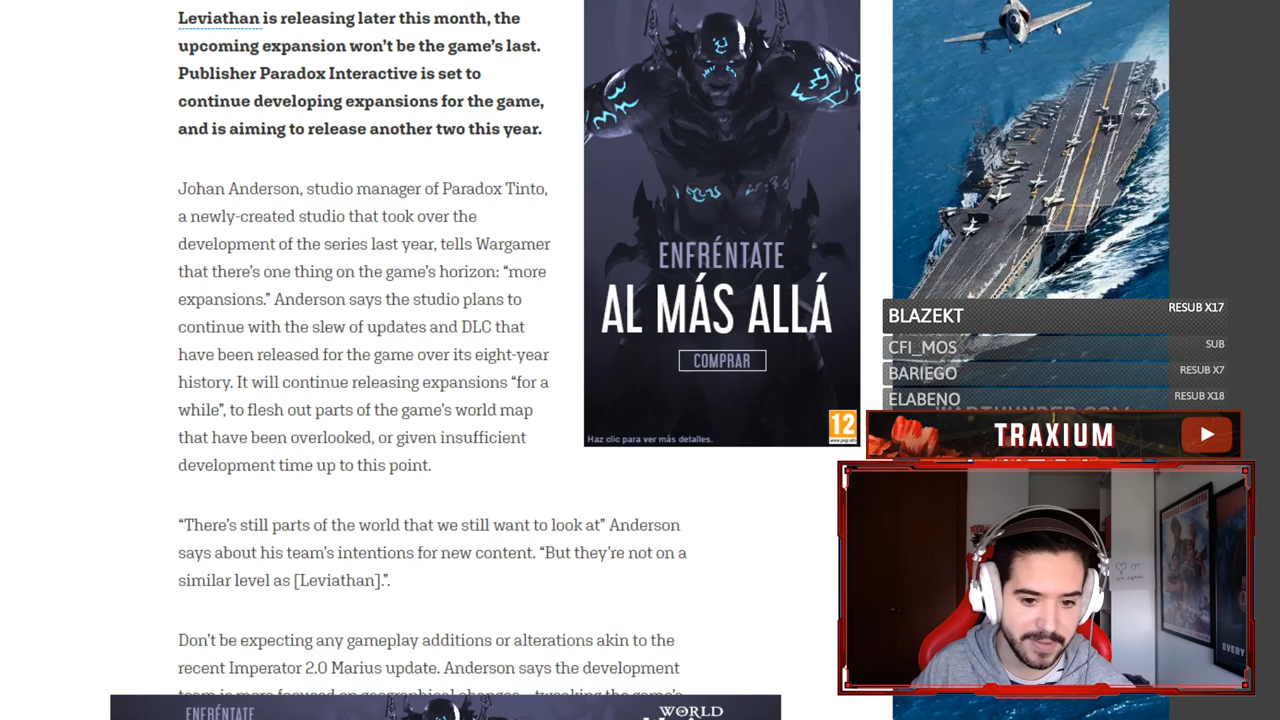 Leviathan is releasing later this month, the
upcoming expansion won't be the game's last.
Publisher Paradox Interactive is set to
continue developing expansions for the game,
and is aiming to release another two this year.
Johan Anderson, studio manager of Paradox Tinto,
a newly-created studio that took over the
development of the series last year, tells Wargamer
that there's one thing on the game's horizon: “more
expansions.” Anderson says the studio plans to
continue with the slew of updates and DLC that
have been released for the game over its eight-year
history. It will continue releasing expansions “for a
while”, to flesh out parts of the game's world map
that have been overlooked, or given insufficient
development time up to this point.
“There's still parts of the world that we still want to look at” Anderson
says about his team's intentions for new content. “But they're not on a
similar level as [Leviathan].”.
Don't be expecting any gameplay additions or alterations akin to the
recent Imperator 2.0 Marius update. Anderson says the development
ENFRÉNTATE
AL MÁS ALLÁ
COMPRAR
Haz clic para ver más detalles.
12
BLAZEKT RESUB X17
CFI_MOS SUB
BARIEGO RESUB X7
ELABENO RESUB X18
TRAXIUM
EVERY
ENFRÉNTATE
WORLD